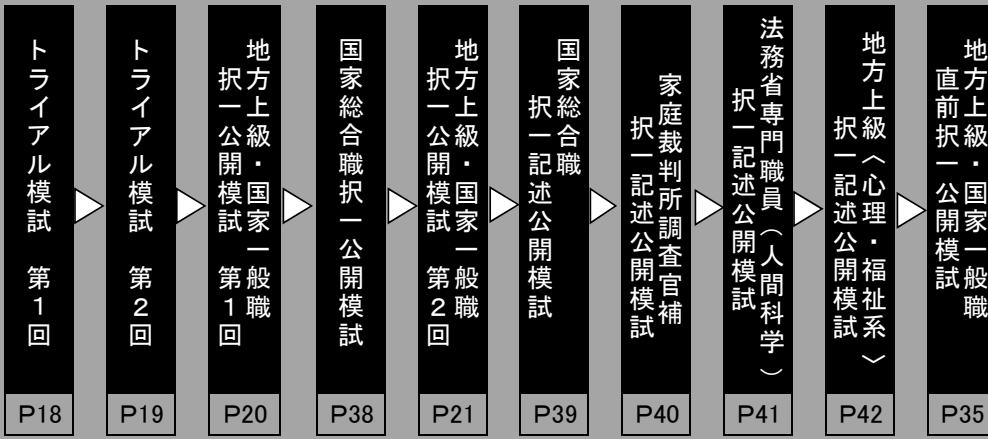 トライアル模試 第1回
P18
トライアル模試 第2回
P19
地方上級・国家一般職
択一公開模試 第1回
P20
国家総合職択一公開模試
P38
地方上級・国家一般職
択一公開模試 第2回
P21
国家総合職
択一記述公開模試
P39
家庭裁判所調査官補
択一記述公開模試
P40
法務省専門職員（人間科学）
択一記述公開模試
P41
地方上級〈心理・福祉系〉
択一記述公開模試
P42
地方上級・国家一般職
直前択一公開模試
P35